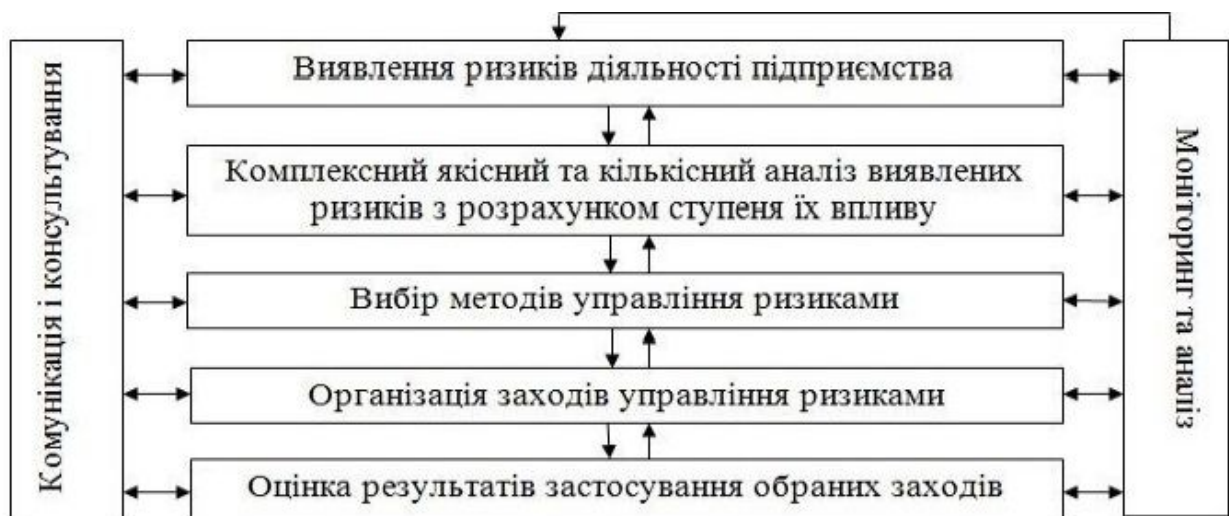 Комунікація і консультування
Виявлення ризиків діяльності підприємства
Комплексний якісний та кількісний аналіз виявлених
ризиків з розрахунком ступеня їх впливу
Вибір методів управління ризиками
Організація заходів управління ризиками
Оцінка результатів застосування обраних заходів
Моніторинг та аналіз